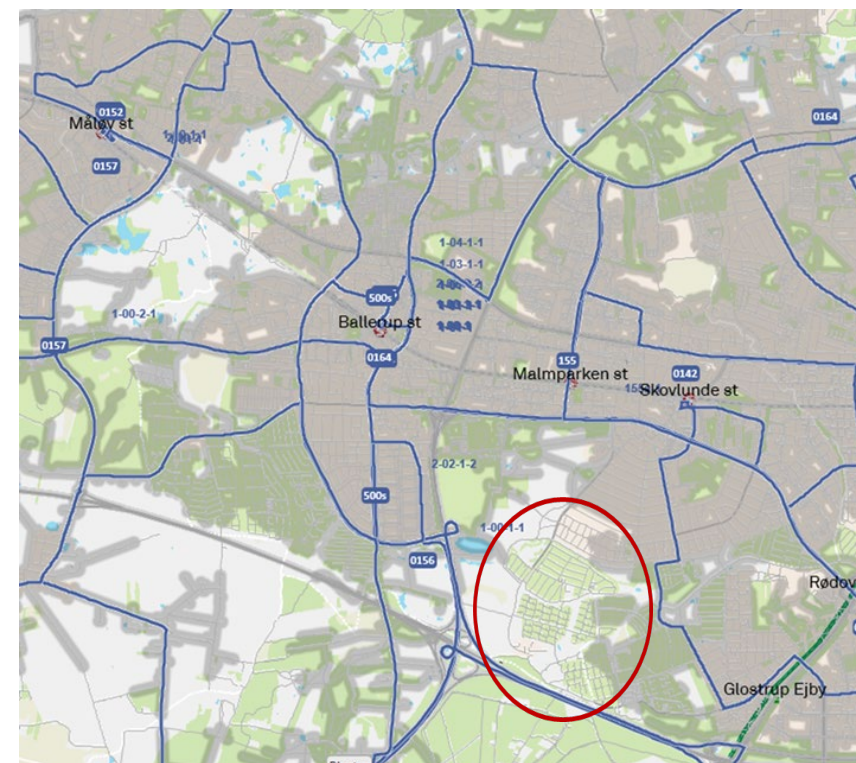 0152
Måløv st
0157
0164
1-04-1-1
1-03-1-1
1-00-2-1
500s
Ballerup st
0157
0164
155
Malmparken st
0142
Skovlunde st
2-02-1-2
500s
1-00-1-1
0156
Rødov
Glostrup Ejby